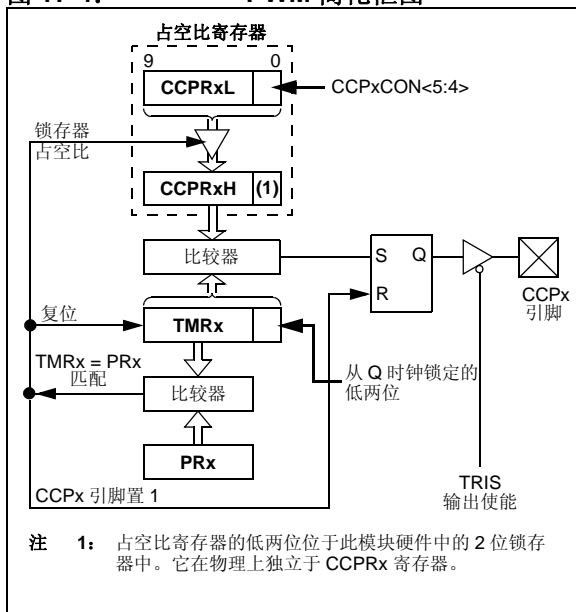 占空比寄存器
9 0
CCPRxL
CCPxCON<5:4>
锁存器
占空比
CCPRxH (1)
比较器
S Q
R
CCPx
引脚
复位
TMRx
TMRx = PRx
匹配
从 Q 时钟锁定的
低两位
比较器
PRx
CCPx 引脚置 1
TRIS
输出使能
注 1: 占空比寄存器的低两位位于此模块硬件中的 2 位锁存
器中。它在物理上独立于 CCPRx 寄存器。